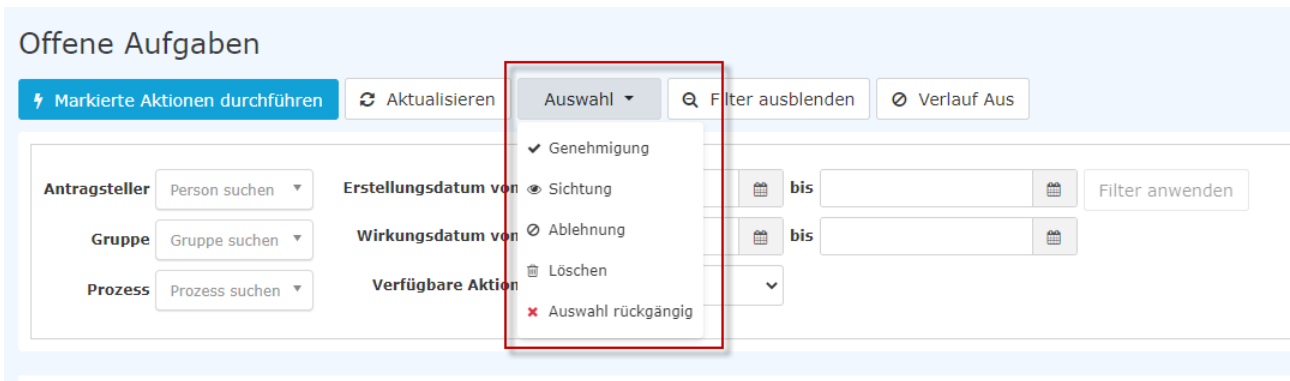 Offene Aufgaben
Markierte Aktionen durchführen Aktualisieren Auswahl Filter ausblenden Verlauf Aus
Genehmigung
Antragsteller Person suchen Erstellungsdatum von Sichtung bis Filter anwenden
Gruppe Gruppe suchen Wirkungsdatum von Ablehnung bis
Prozess Prozess suchen Verfügbare Aktion Löschen
Auswahl rückgängig